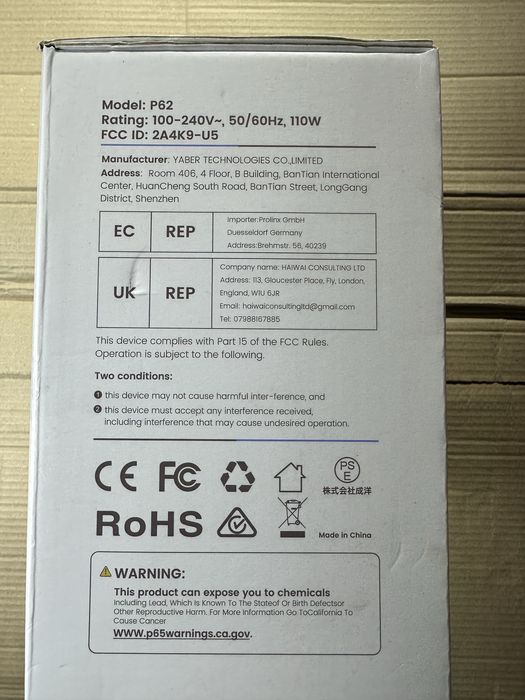 Model: P62
Rating: 100-240V~, 50/60Hz, 110W
FCC ID: 2A4K9-U5
Manufacturer: YABER TECHNOLOGIES CO.,LIMITED
Address: Room 406, 4 Floor, B Building, BanTian International
Center, HuanCheng South Road, BanTian Street, LongGang
District, Shenzhen
EC REP
Importer:Prolinx GmbH
Duesseldorf Germany
Address:Brehmstr. 56, 40239
UK REP
Company name: HAIWAI CONSULTING LTD
Address: 113, Gloucester Place, Fly, London,
England, W1U 6JR
Email: haiwaiconsultingltd@gmail.com
Tel: 07988167885
This device complies with Part 15 of the FCC Rules.
Operation is subject to the following.
Two conditions:
1 this device may not cause harmful inter-ference, and
2 this device must accept any interference received,
including interference that may cause undesired operation.
CE FC PS E
株式会社成洋
RoHS
Made in China
WARNING:
This product can expose you to chemicals
Including Lead, Which Is Known To The Stateof Or Birth Defectsor
Other Reproductive Harm. For More Information Go ToCalifornia To
Cause Cancer
www.p65warnings.ca.gov.